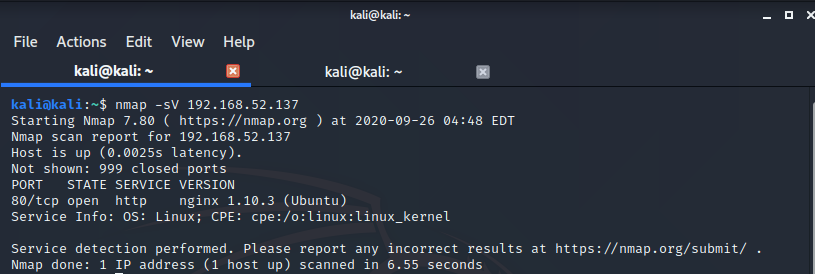 kali@kali: ~
File Actions Edit View Help
kali@kali: ~ kali@kali: ~
kali@kali:~$ nmap -sV 192.168.52.137
Starting Nmap 7.80 ( https://nmap.org ) at 2020-09-26 04:48 EDT
Nmap scan report for 192.168.52.137
Host is up (0.0025s latency).
Not shown: 999 closed ports
PORT   STATE SERVICE VERSION
80/tcp open  http    nginx 1.10.3 (Ubuntu)
Service Info: OS: Linux; CPE: cpe:/o:linux:linux_kernel
Service detection performed. Please report any incorrect results at https://nmap.org/submit/ .
Nmap done: 1 IP address (1 host up) scanned in 6.55 seconds